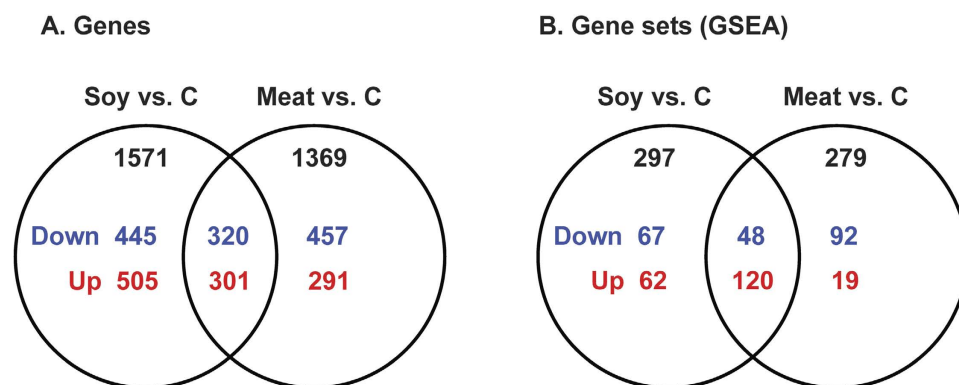 A. Genes
Soy vs. C Meat vs. C
1571 1369
Down 445 320 457
Up 505 301 291
B. Gene sets (GSEA)
Soy vs. C Meat vs. C
297 279
Down 67 48 92
Up 62 120 19